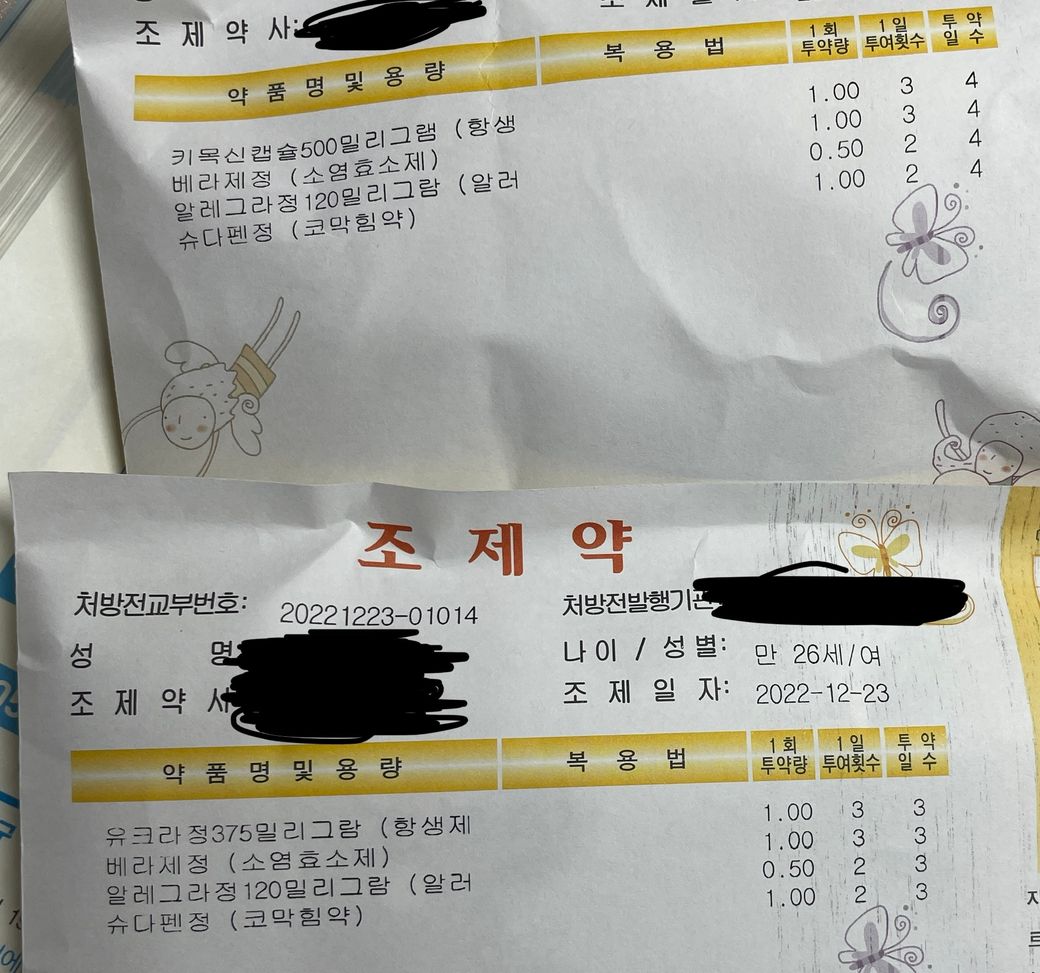 조 제 약 사:
약 품 명 및 용 량 복 용 법 1 회 투약량 1 일 투여횟수 투 약 일 수
키목신캡슐500밀리그램 (항생 1.00 3 4
베라제정 (소염효소제) 1.00 3 4
알레그라정120밀리그람 (알러 0.50 2 4
슈다펜정 (코막힘약) 1.00 2 4
조 제 약
처방전교부번호: 20221223-01014 처방전발행기관
성 명 나 이 / 성 별: 만 26세/여
조 제 약 사 조 제 일 자: 2022-12-23
약 품 명 및 용 량 복 용 법 1 회 투약량 1 일 투여횟수 투 약 일 수
유크라정375밀리그람 (항생제 1.00 3 3
베라제정 (소염효소제) 1.00 3 3
알레그라정120밀리그람 (알러 0.50 2 3
슈다펜정 (코막힘약) 1.00 2 3